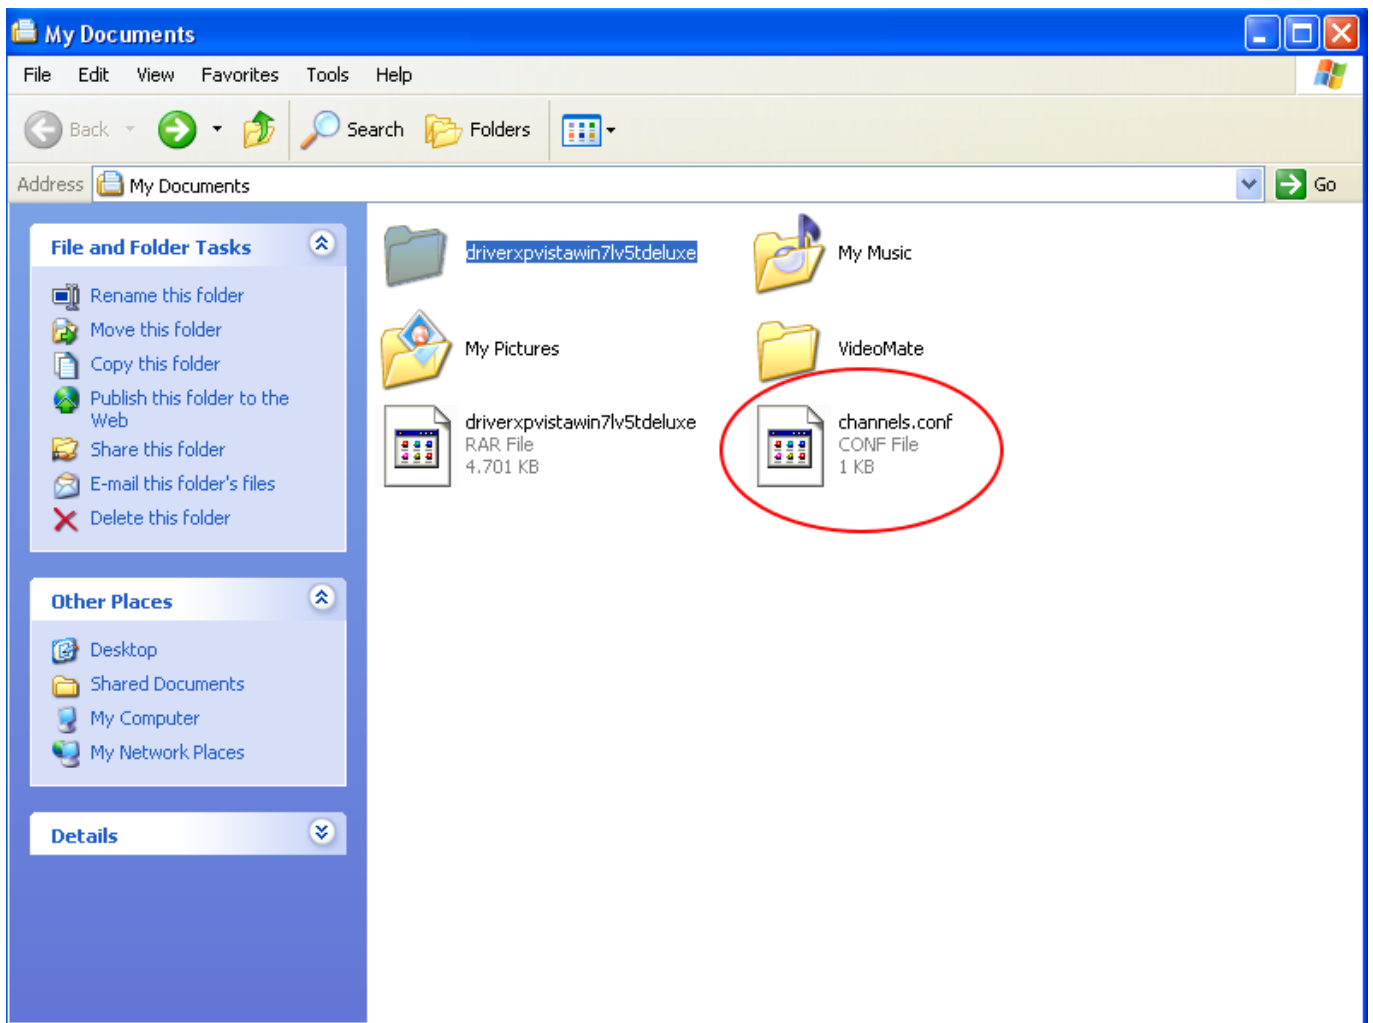 My Documents
File Edit View Favorites Tools Help
Back Search Folders
Address My Documents Go
File and Folder Tasks
Rename this folder
Move this folder
Copy this folder
Publish this folder to the
Web
Share this folder
E-mail this folder's files
Delete this folder
Other Places
Desktop
Shared Documents
My Computer
My Network Places
Details
driverxpvistawin7lv5tdeluxe
My Music
My Pictures
VideoMate
driverxpvistawin7lv5tdeluxe
RAR File
4.701 KB
channels.conf
CONF File
1 KB